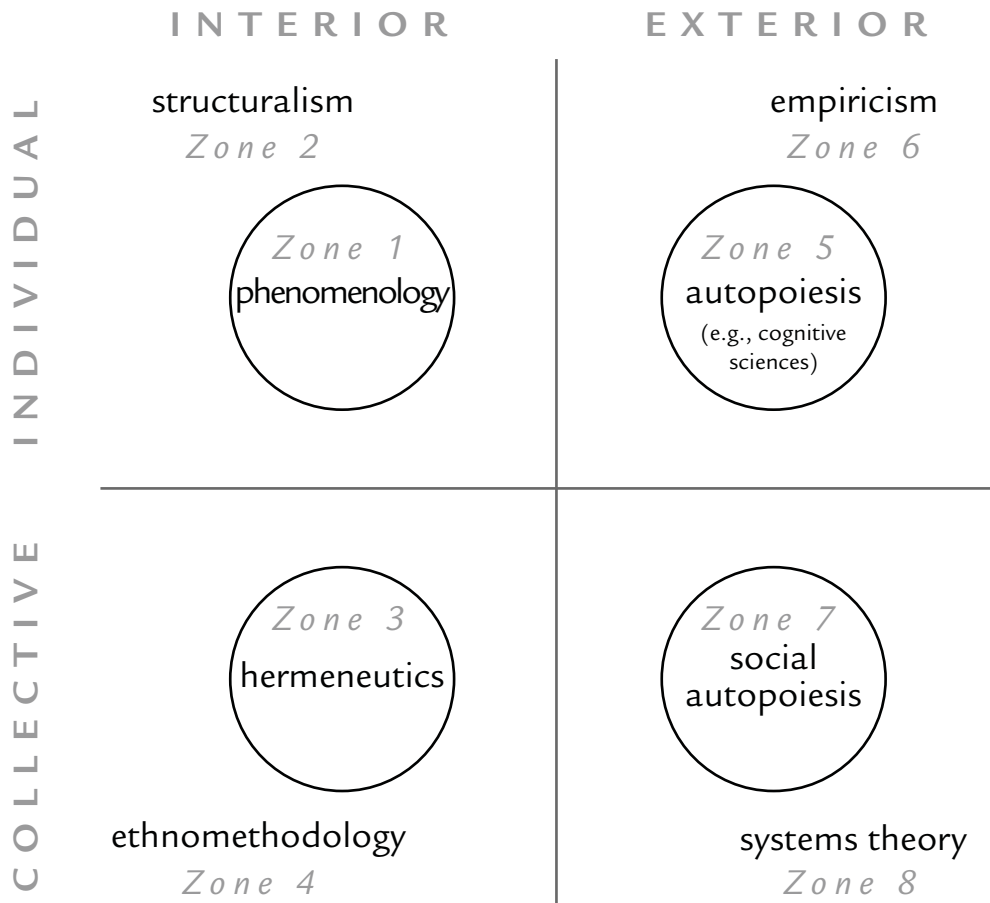 INTERIOR
EXTERIOR
INDIVIDUAL
structuralism
Zone 2
Zone 1
phenomenology
empiricism
Zone 6
Zone 5
autopoiesis
(e.g., cognitive
sciences)
COLLECTIVE
Zone 3
hermeneutics
ethnomethodology
Zone 4
Zone 7
social
autopoiesis
systems theory
Zone 8